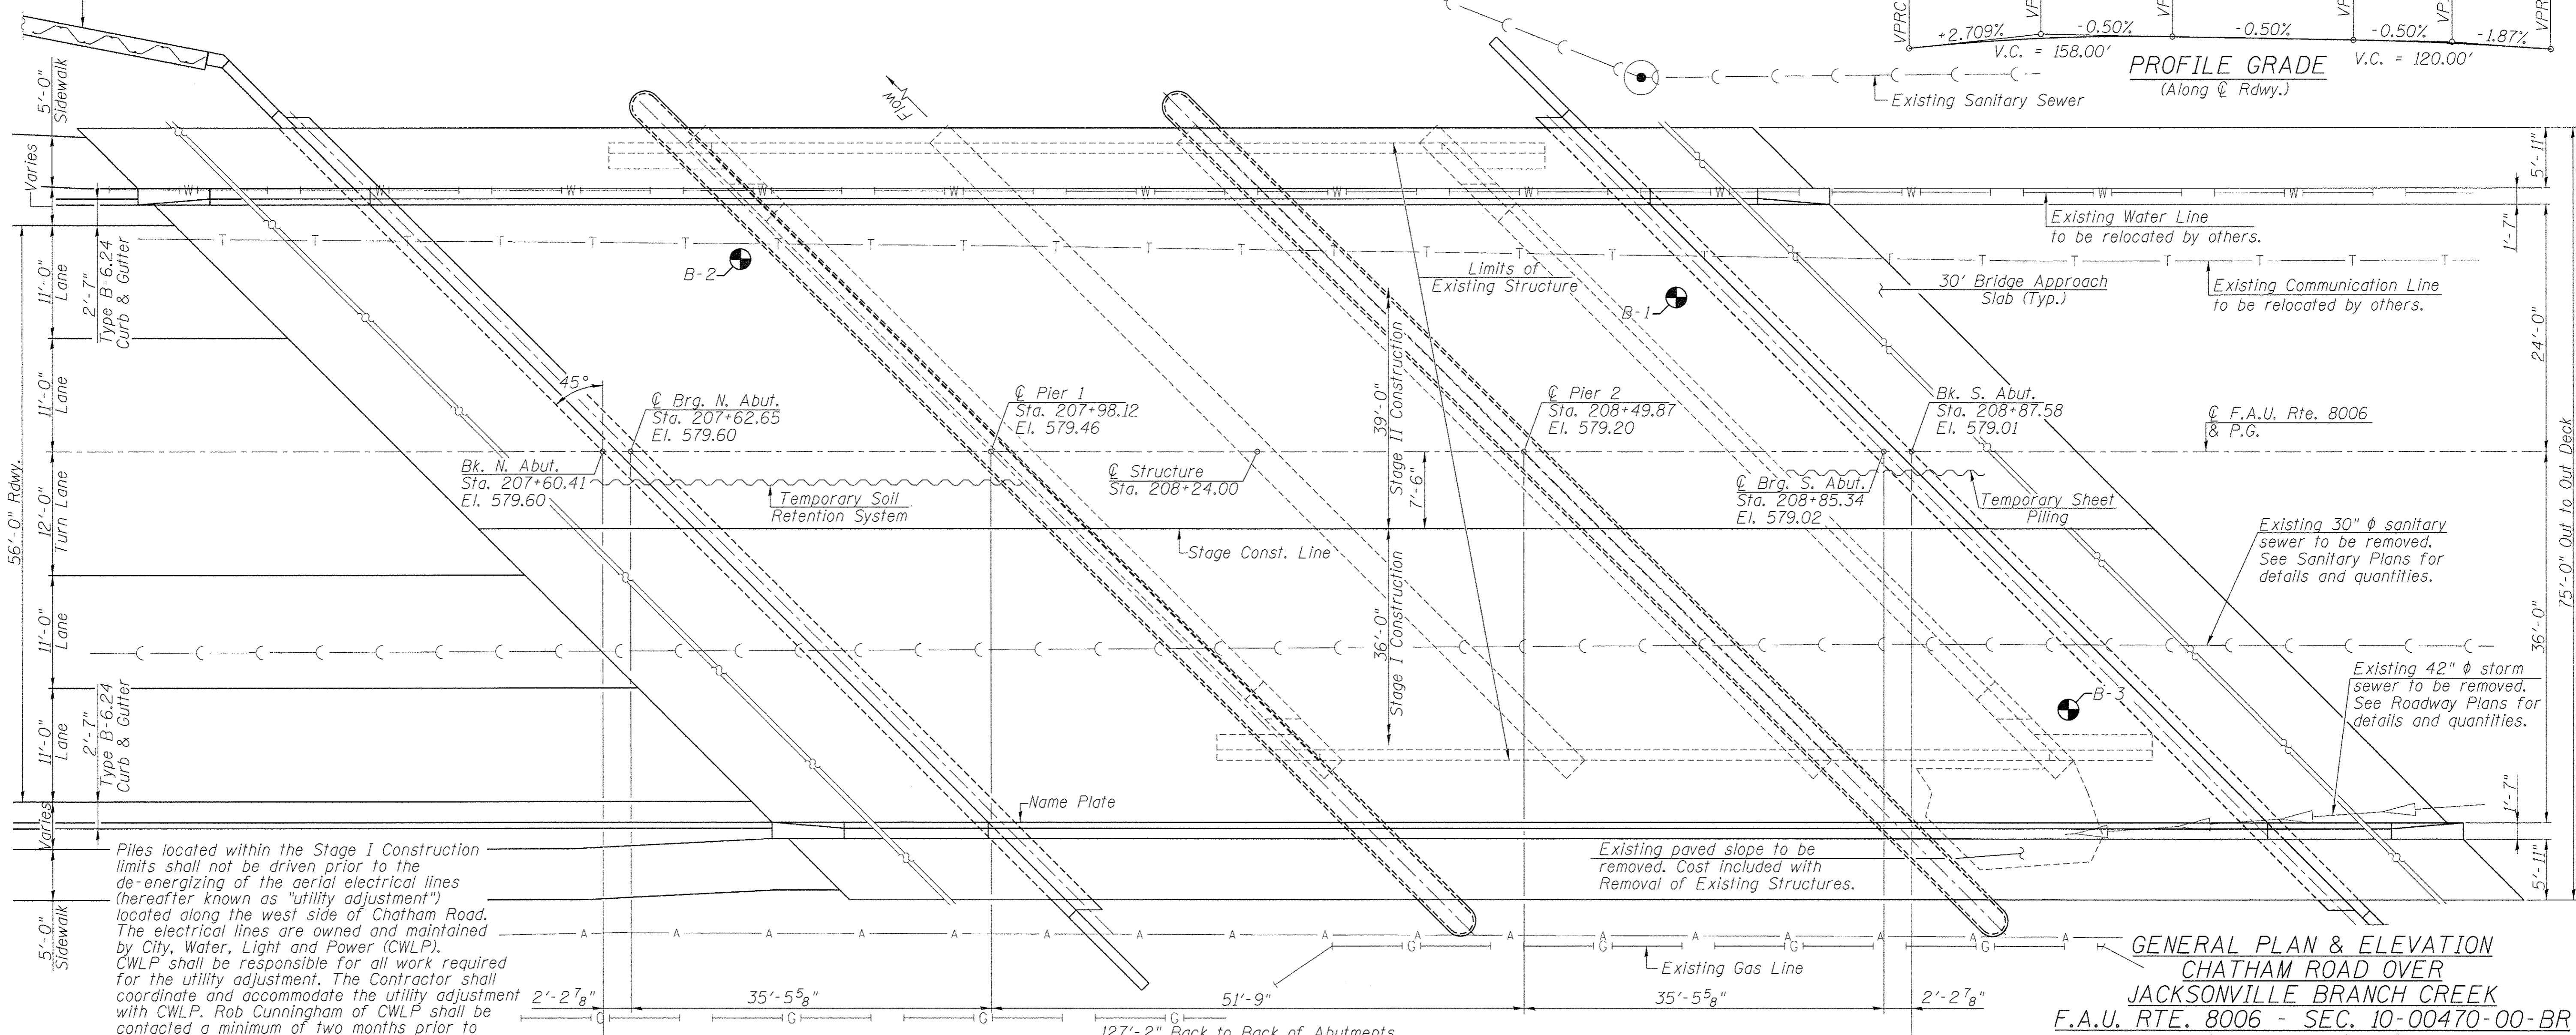 VPRC
+2.709%
-0.50%
-0.50%
-0.50%
-1.87%
V.C. = 158.00'
V.C. = 120.00'
PROFILE GRADE
(Along ℄ Rdwy.)
Existing Sanitary Sewer
Flow
5'-0"
Sidewalk
Varies
56'-0" Rdwy.
11'-0"
Lane
2'-7"
Type B-6.24
Curb & Gutter
11'-0"
Lane
12'-0"
Turn Lane
11'-0"
Lane
11'-0"
Lane
2'-7"
Type B-6.24
Curb & Gutter
Varies
5'-0"
Sidewalk
B-2
B-1
B-3
Limits of
Existing Structure
30' Bridge Approach
Slab (Typ.)
Existing Water Line
to be relocated by others.
Existing Communication Line
to be relocated by others.
5'-11"
1'-7"
24'-0"
36'-0"
75'-0" Out to Out Deck
1'-7"
5'-11"
45°
℄ Brg. N. Abut.
Sta. 207+62.65
El. 579.60
Bk. N. Abut.
Sta. 207+60.41
El. 579.60
℄ Pier 1
Sta. 207+98.12
El. 579.46
℄ Structure
Sta. 208+24.00
39'-0"
Stage II Construction
7'-6"
36'-0"
Stage I Construction
℄ Pier 2
Sta. 208+49.87
El. 579.20
Bk. S. Abut.
Sta. 208+87.58
El. 579.01
℄ Brg. S. Abut.
Sta. 208+85.34
El. 579.02
℄ F.A.U. Rte. 8006
& P.G.
Temporary Soil
Retention System
Temporary Sheet
Piling
Stage Const. Line
Existing 30" ϕ sanitary
sewer to be removed.
See Sanitary Plans for
details and quantities.
Existing 42" ϕ storm
sewer to be removed.
See Roadway Plans for
details and quantities.
Name Plate
Existing paved slope to be
removed. Cost included with
Removal of Existing Structures.
Existing Gas Line
Piles located within the Stage I Construction
limits shall not be driven prior to the
de-energizing of the aerial electrical lines
(hereafter known as "utility adjustment")
located along the west side of Chatham Road.
The electrical lines are owned and maintained
by City, Water, Light and Power (CWLP).
CWLP shall be responsible for all work required
for the utility adjustment. The Contractor shall
coordinate and accommodate the utility adjustment
with CWLP. Rob Cunningham of CWLP shall be
contacted a minimum of two months prior to
2'-2 7/8"
35'-5 5/8"
51'-9"
35'-5 5/8"
2'-2 7/8"
127'-2" Back to Back of Abutments
GENERAL PLAN & ELEVATION
CHATHAM ROAD OVER
JACKSONVILLE BRANCH CREEK
F.A.U. RTE. 8006 - SEC. 10-00470-00-BR